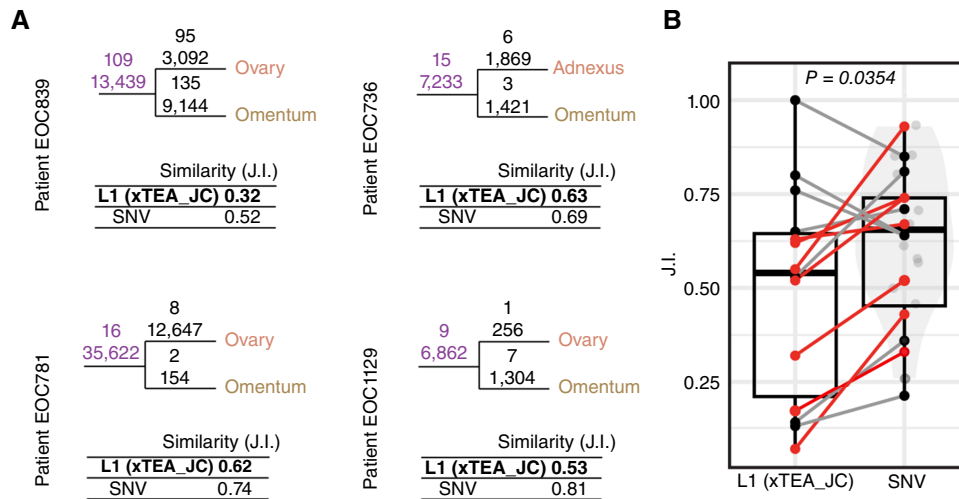 A
Patient EOC839
109
13,439
95
3,092
Ovary
135
9,144
Omentum
Similarity (J.I.)
L1 (xTEA_JC) 0.32
SNV 0.52
Patient EOC736
15
7,233
6
1,869
Adnexus
3
1,421
Omentum
Similarity (J.I.)
L1 (xTEA_JC) 0.63
SNV 0.69
Patient EOC781
16
35,622
8
12,647
Ovary
2
154
Omentum
Similarity (J.I.)
L1 (xTEA_JC) 0.62
SNV 0.74
Patient EOC1129
9
6,862
1
256
Ovary
7
1,304
Omentum
Similarity (J.I.)
L1 (xTEA_JC) 0.53
SNV 0.81
B
P = 0.0354
J.I.
1.00
0.75
0.50
0.25
L1 (xTEA_JC) SNV